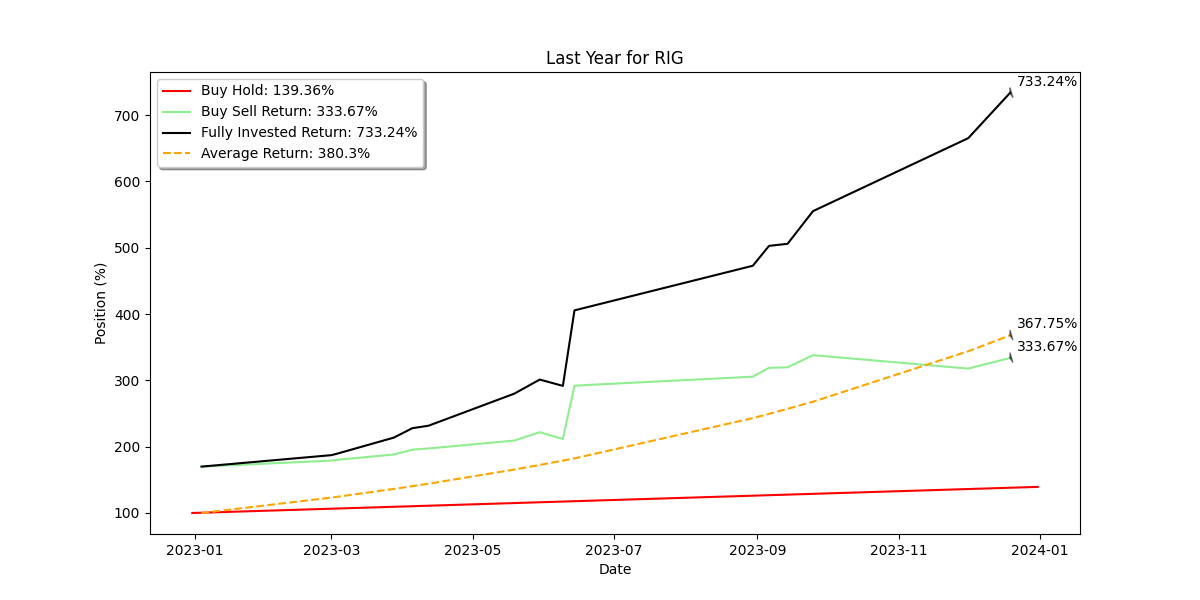 Last Year for RIG
Buy Hold: 139.36%
Buy Sell Return: 333.67%
Fully Invested Return: 733.24%
Average Return: 380.3%
733.24%
367.75%
333.67%
700
600
500
400
300
200
100
Position (%)
2023-01
2023-03
2023-05
2023-07
2023-09
2023-11
2024-01
Date